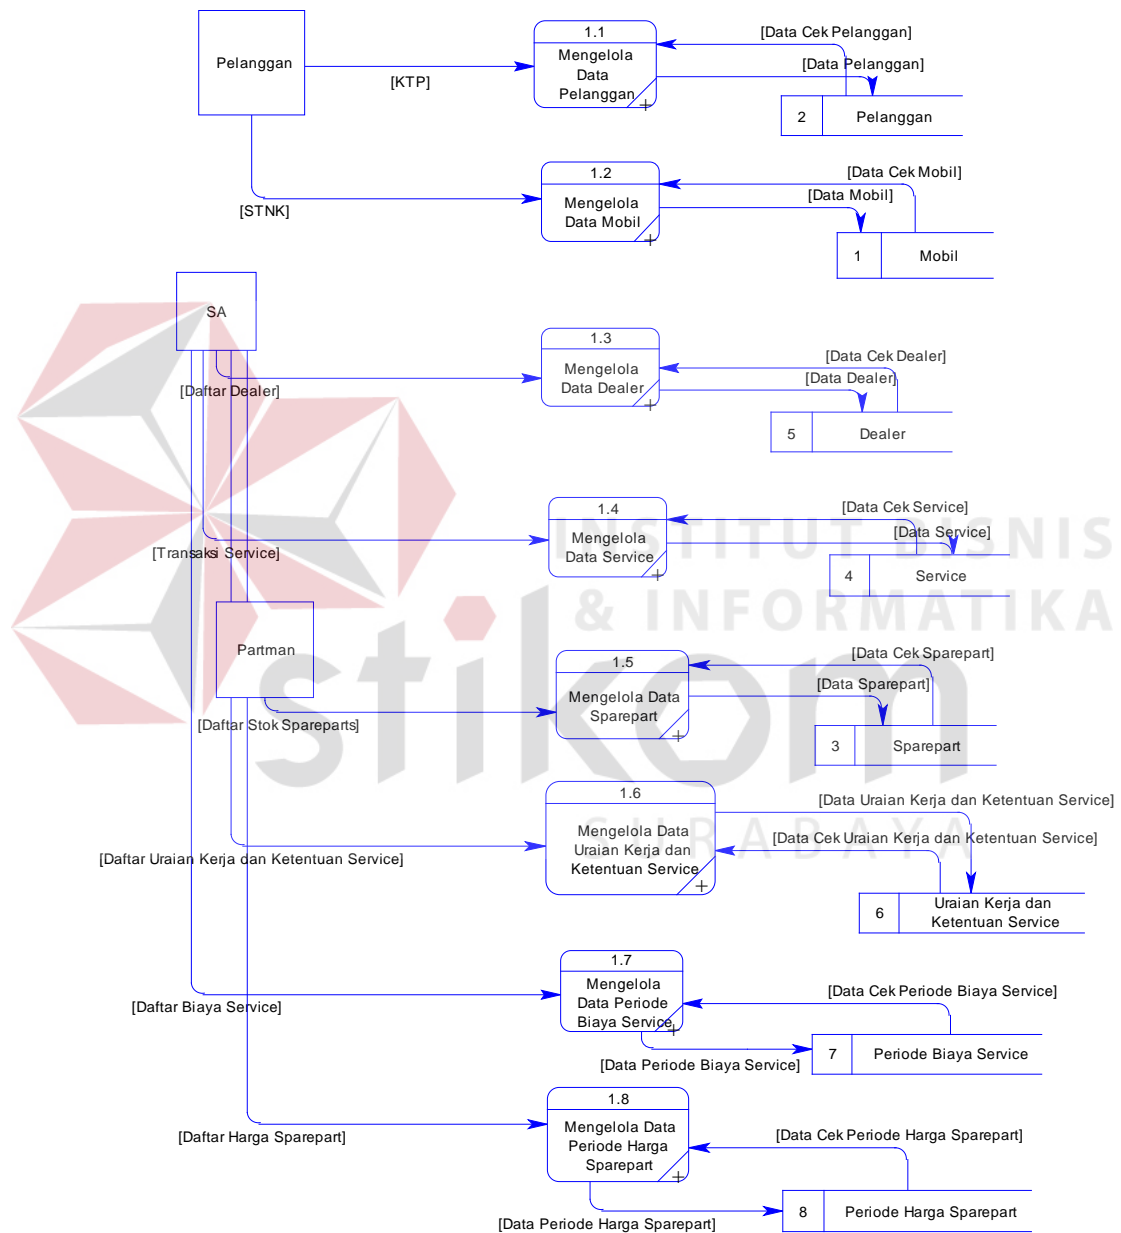 1.1
[Data Cek Pelanggan]
Pelanggan
Mengelola
Data
Pelanggan
[Data Pelanggan]
[KTP]
2
Pelanggan
1.2
[Data Cek Mobil]
Mengelola
Data Mobil
[Data Mobil]
[STNK]
1
Mobil
SA
1.3
[Data Cek Dealer]
Mengelola
Data Dealer
[Data Dealer]
[Daftar Dealer]
5
Dealer
1.4
[Data Cek Service]
Mengelola
Data Service
[Data Service]
[Transaksi Service]
INSTITUT BISNIS
& INFORMATIKA
4
Service
Partman
stikom
SURABAYA
1.5
[Data Cek Sparepart]
Mengelola Data
Sparepart
[Data Sparepart]
[Daftar Stok Spareparts]
3
Sparepart
1.6
[Data Uraian Kerja dan Ketentuan Service]
Mengelola Data
Uraian Kerja dan
Ketentuan Service
[Data Cek Uraian Kerja dan Ketentuan Service]
[Daftar Uraian Kerja dan Ketentuan Service]
6
Uraian Kerja dan
Ketentuan Service
1.7
Mengelola
Data Periode
Biaya Service
[Data Cek Periode Biaya Service]
[Daftar Biaya Service]
7
Periode Biaya Service
[Data Periode Biaya Service]
1.8
Mengelola Data
Periode Harga
Sparepart
[Data Cek Periode Harga Sparepart]
[Daftar Harga Sparepart]
8
Periode Harga Sparepart
[Data Periode Harga Sparepart]